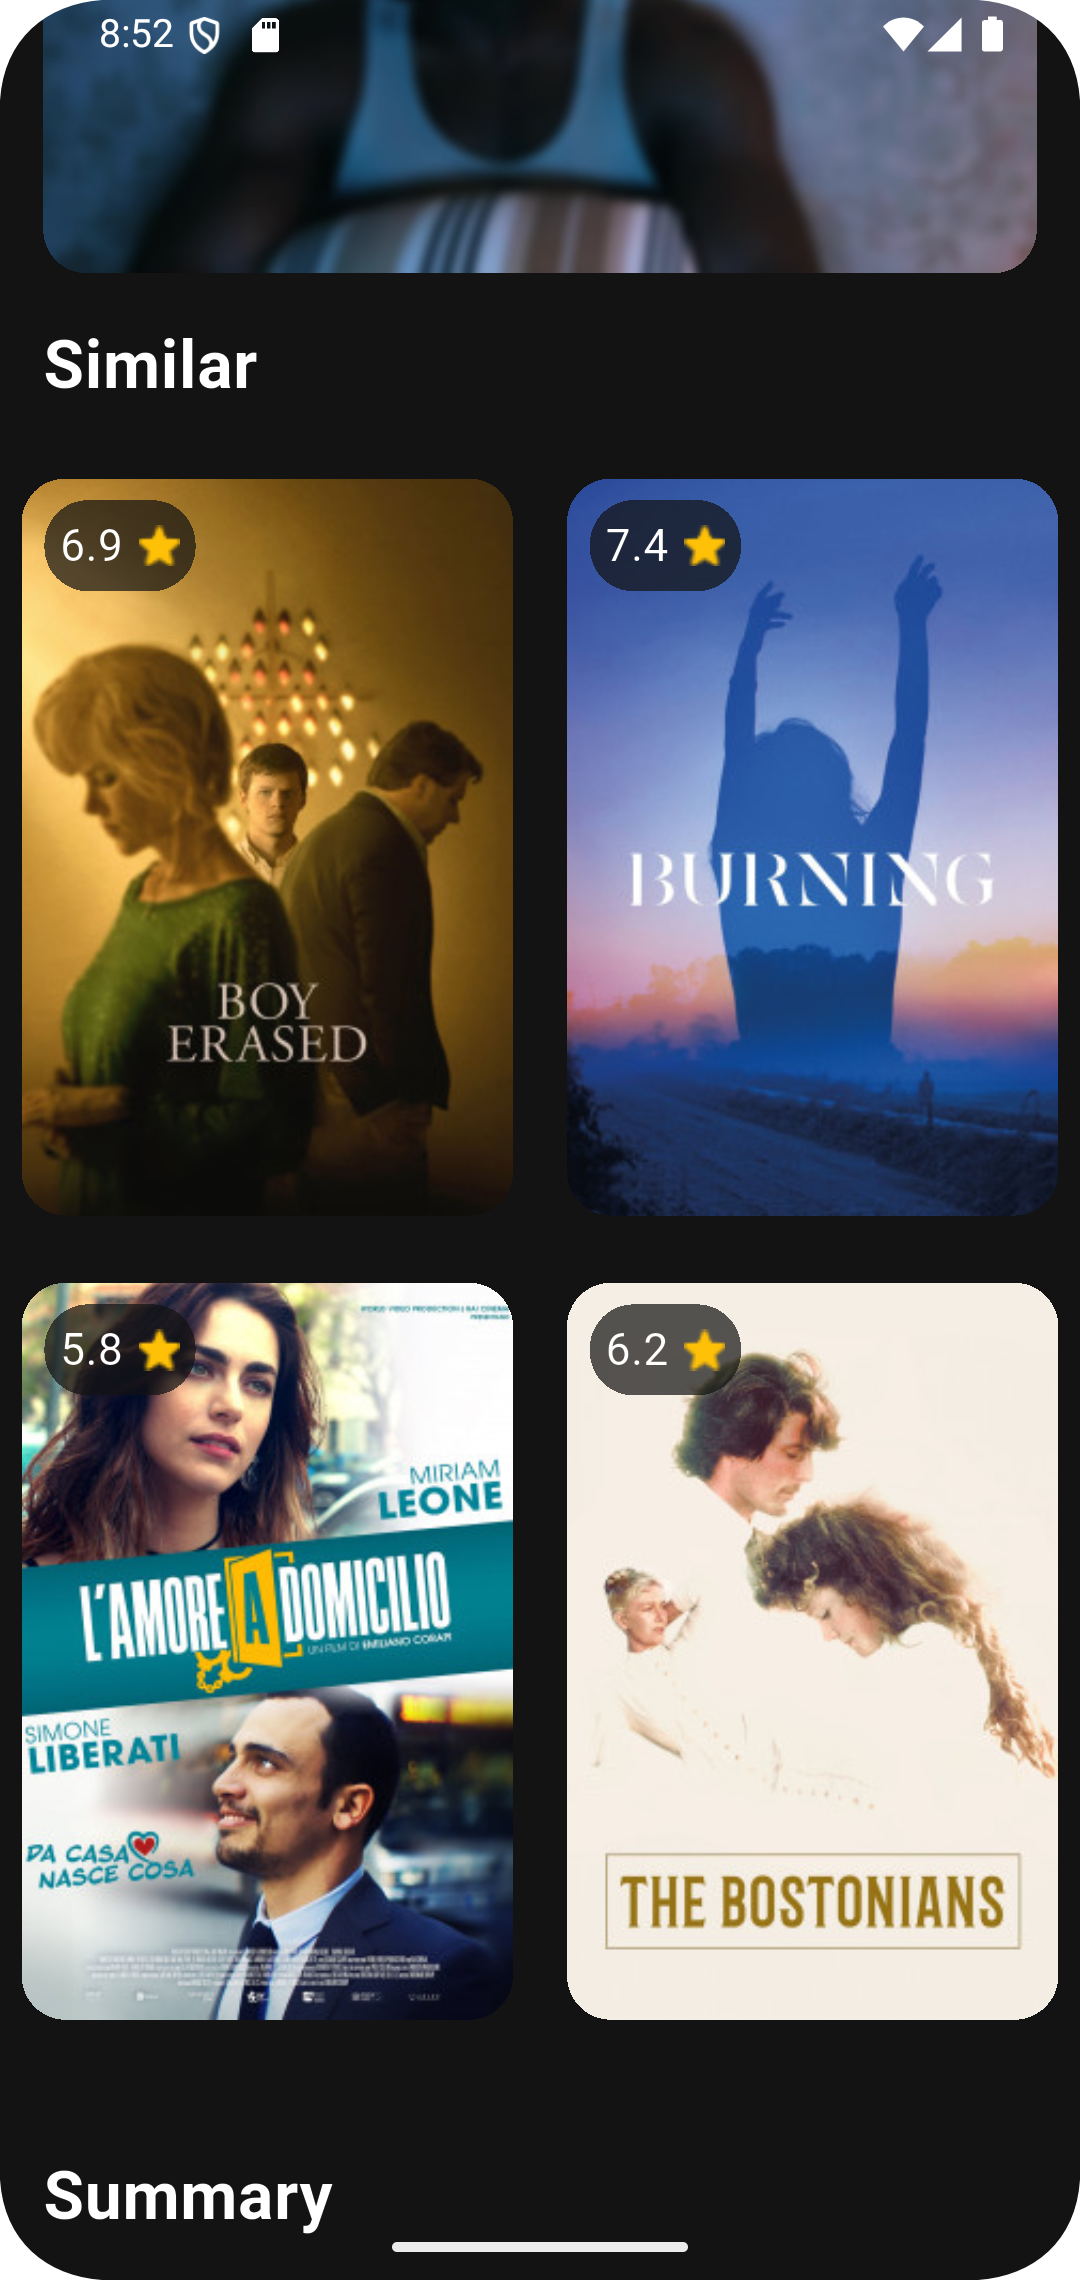 8:52
Similar
6.9
7.4
BOY
ERASED
BURNING
5.8
6.2
MIRIAM
LEONE
L'AMORE A DOMICILIO
UN FILM DI EMILIANO CORAPI
SIMONE
LIBERATI
DA CASA
NASCE COSA
THE BOSTONIANS
Summary